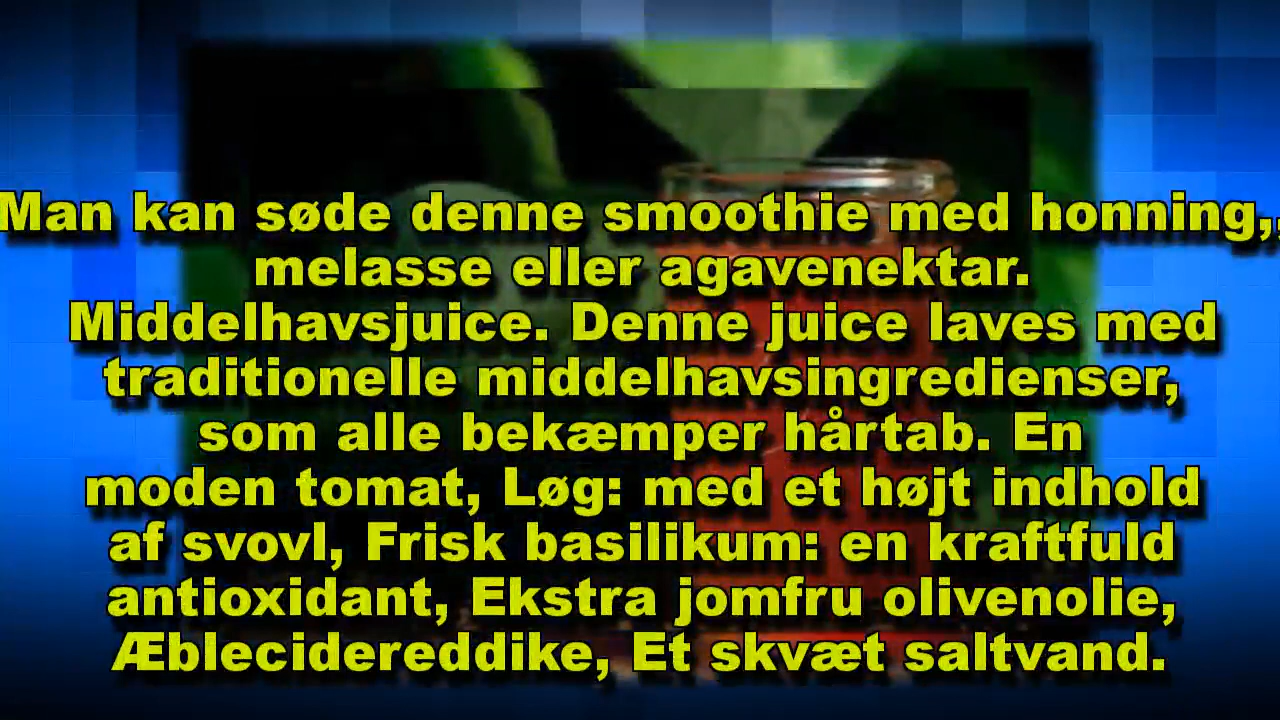 Man kan søde denne smoothie med honning,,
melasse eller agavenektar.
Middelhavsjuice. Denne juice laves med
traditionelle middelhavsingredienser,
som alle bekæmper hårtab. En
moden tomat, Løg: med et højt indhold
af svovl, Frisk basilikum: en kraftfuld
antioxidant, Ekstra jomfru olivenolie,
Æblecidereddike, Et skvæt saltvand.